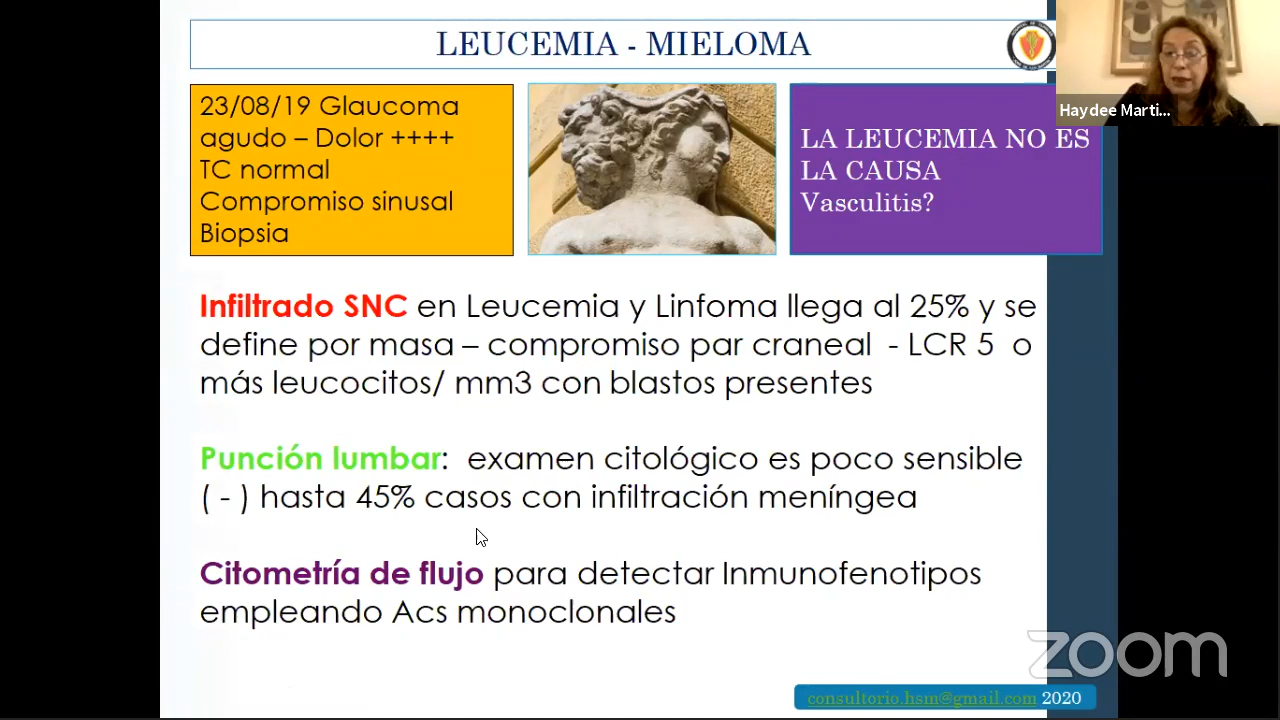 LEUCEMIA - MIELOMA
23/08/19 Glaucoma
agudo – Dolor ++++
TC normal
Compromiso sinusal
Biopsia
LA LEUCEMIA NO ES
LA CAUSA
Vasculitis?
Haydee Marti...
Infiltrado SNC en Leucemia y Linfoma llega al 25% y se
define por masa – compromiso par craneal - LCR 5 o
más leucocitos/ mm3 con blastos presentes
Punción lumbar: examen citológico es poco sensible
( - ) hasta 45% casos con infiltración meníngea
Citometría de flujo para detectar Inmunofenotipos
empleando Acs monoclonales
zoom
consultorio.hsm@gmail.com 2020